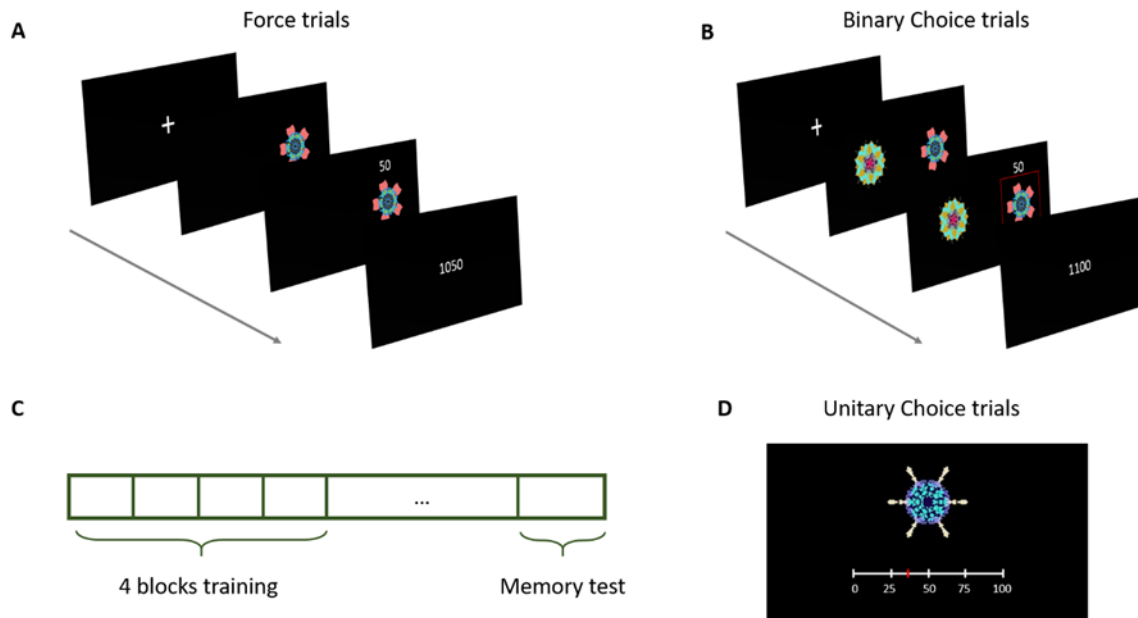 A
Force trials
50
1050
B
Binary Choice trials
50
1100
C
...
4 blocks training
Memory test
D
Unitary Choice trials
0 25 50 75 100